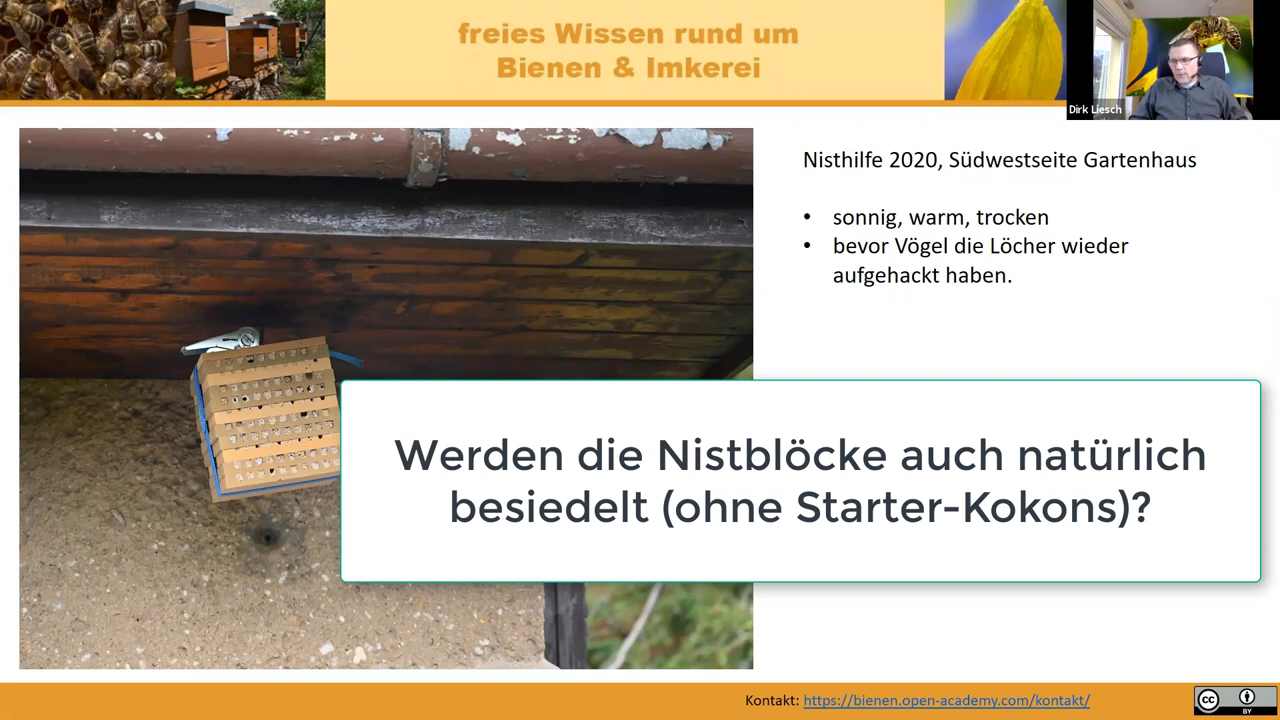 freies Wissen rund um
Bienen & Imkerei
Dirk Liesch
Nisthilfe 2020, Südwestseite Gartenhaus
• sonnig, warm, trocken
• bevor Vögel die Löcher wieder
aufgehackt haben.
Werden die Nistblöcke auch natürlich
besiedelt (ohne Starter-Kokons)?
Kontakt: https://bienen.open-academy.com/kontakt/
cc
BY